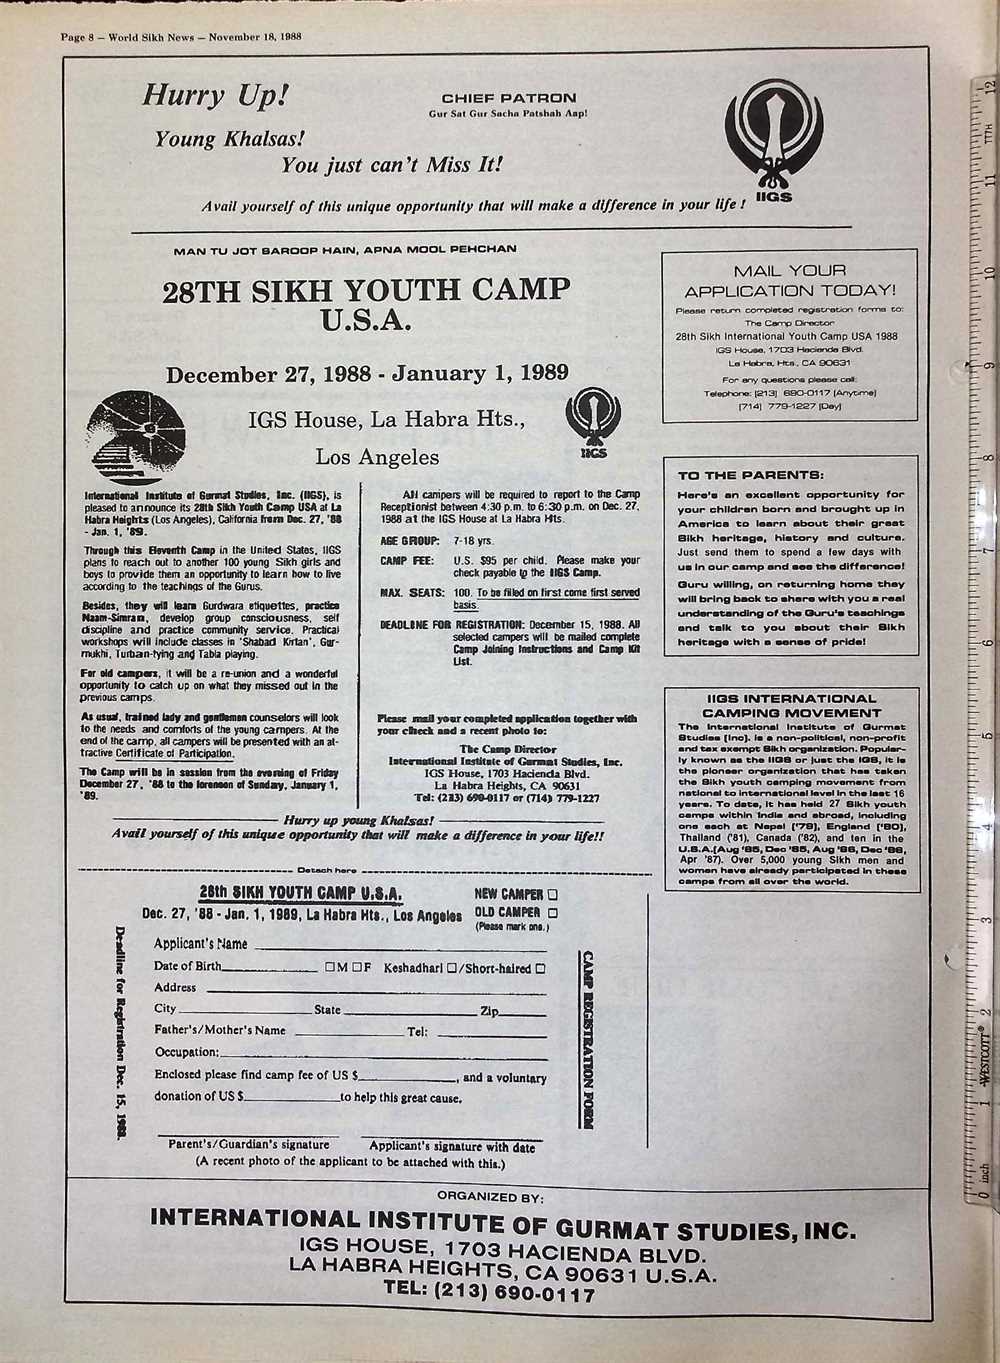 Page 8 — World Sikh News — November 18, 1988
Hurry Up!
Young Khalsas!
You just can't Miss It!
CHIEF PATRON
Gur Sat Gur Sacha Patshah Aap!
IIGS
Avail yourself of this unique opportunity that will make a difference in your life !
MAN TU JOT SAROOP HAIN, APNA MOOL PEHCHAN
28TH SIKH YOUTH CAMP
U.S.A.
December 27, 1988 - January 1, 1989
IGS House, La Habra Hts.,
Los Angeles
IIGS
International Institute of Gurmat Studies, Inc. (IIGS), is
pleased to announce its 28th Sikh Youth Camp USA at La
Habra Heights (Los Angeles), California from Dec. 27, '88
- Jan. 1, '89.
Through this Eleventh Camp in the United States, IIGS
plans to reach out to another 100 young Sikh girls and
boys to provide them an opportunity to learn how to live
according to the teachings of the Gurus.
Besides, they will learn Gurdwara etiquettes, practice
Naam-Simran, develop group consciousness, self
discipline and practice community service. Practical
workshops will include classes in 'Shabad Kirtan', Gur-
mukhi, Turban-tying and Tabla playing.
For old campers, it will be a re-union and a wonderful
opportunity to catch up on what they missed out in the
previous camps.
As usual, trained lady and gentleman counselors will look
to the needs and comforts of the young campers. At the
end of the camp, all campers will be presented with an at-
tractive Certificate of Participation.
The Camp will be in session from the evening of Friday
December 27, '88 to the forenoon of Sunday, January 1,
'89.
All campers will be required to report to the Camp
Receptionist between 4:30 p.m. to 6:30 p.m. on Dec. 27,
1988 at the IGS House at La Habra Hts.
AGE GROUP: 7-18 yrs.
CAMP FEE: U.S. $95 per child. Please make your
check payable to the IIGS Camp.
MAX. SEATS: 100. To be filled on first come first served
basis.
DEADLINE FOR REGISTRATION: December 15, 1988. All
selected campers will be mailed complete
Camp Joining Instructions and Camp Kit
List.
Please mail your completed application together with
your check and a recent photo to:
The Camp Director
International Institute of Gurmat Studies, Inc.
IGS House, 1703 Hacienda Blvd.
La Habra Heights, CA 90631
Tel: (213) 690-0117 or (714) 779-1227
Hurry up young Khalsas!
Avail yourself of this unique opportunity that will make a difference in your life!!
MAIL YOUR
APPLICATION TODAY!
Please return completed registration forms to:
The Camp Director
28th Sikh International Youth Camp USA 1988
IGS House, 1703 Hacienda Blvd.
La Habra, Hts., CA 90631
For any questions please call:
Telephone: (213) 690-0117 (Anytime)
(714) 779-1227 (Day)
TO THE PARENTS:
Here's an excellent opportunity for
your children born and brought up in
America to learn about their great
Sikh heritage, history and culture.
Just send them to spend a few days with
us in our camp and see the difference!
Guru willing, on returning home they
will bring back to share with you a real
understanding of the Guru's teachings
and talk to you about their Sikh
heritage with a sense of pride!
IIGS INTERNATIONAL
CAMPING MOVEMENT
The International Institute of Gurmat
Studies (Inc). is a non-political, non-profit
and tax exempt Sikh organization. Popular-
ly known as the IIGS or just the IGS, it is
the pioneer organization that has taken
the Sikh youth camping movement from
national to international level in the last 16
years. To date, it has held 27 Sikh youth
camps within India and abroad, including
one each at Nepal ('79), England ('80),
Thailand ('81), Canada ('82), and ten in the
U.S.A.(Aug '85, Dec '85, Aug '86, Dec '86,
Apr '87). Over 5,000 young Sikh men and
women have already participated in these
camps from all over the world.
Detach here
28th SIKH YOUTH CAMP U.S.A.
Dec. 27, '88 - Jan. 1, 1989, La Habra Hts., Los Angeles
NEW CAMPER
OLD CAMPER
(Please mark one.)
Applicant's Name
Date of Birth M F Keshadhari /Short-haired
Address
City State Zip
Father's/Mother's Name Tel:
Occupation:
Enclosed please find camp fee of US $ , and a voluntary
donation of US $ to help this great cause.
Parent's/Guardian's signature Applicant's signature with date
(A recent photo of the applicant to be attached with this.)
Deadline for Registration Dec. 15, 1988.
CAMP REGISTRATION FORM
ORGANIZED BY:
INTERNATIONAL INSTITUTE OF GURMAT STUDIES, INC.
IGS HOUSE, 1703 HACIENDA BLVD.
LA HABRA HEIGHTS, CA 90631 U.S.A.
TEL: (213) 690-0117
12
11
10
9
8
7
6
5
3
2
1
0 inch
WESTCOTT®